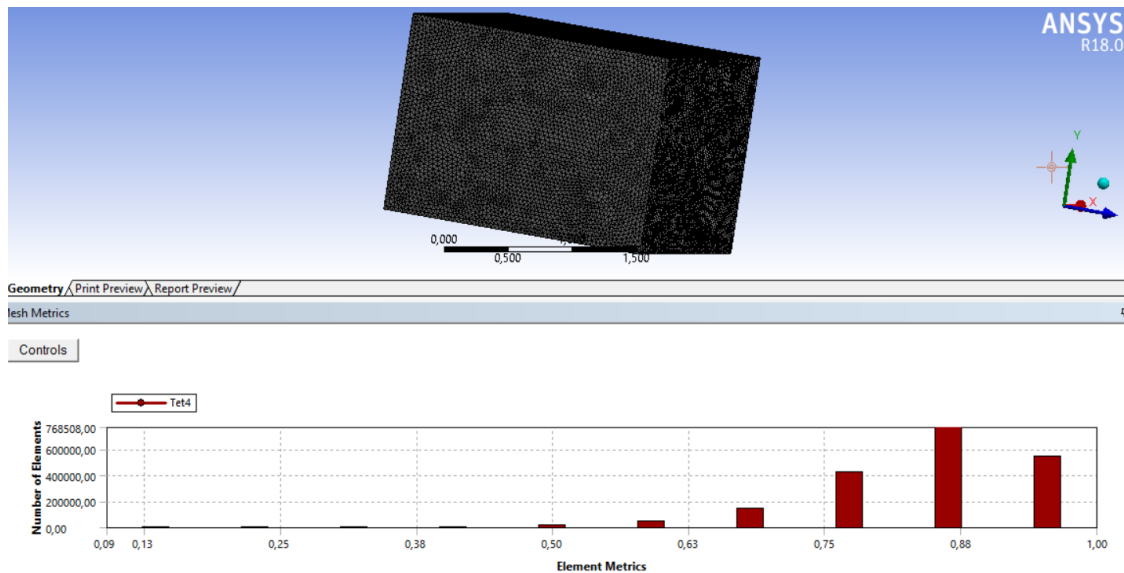 ANSYS
R18.0
Y
X
0,000
0,500
1,500
Geometry
Print Preview
Report Preview
Mesh Metrics
Controls
Tet4
Number of Elements
768508,00
600000,00
400000,00
200000,00
0,00
0,09
0,13
0,25
0,38
0,50
0,63
0,75
0,88
1,00
Element Metrics